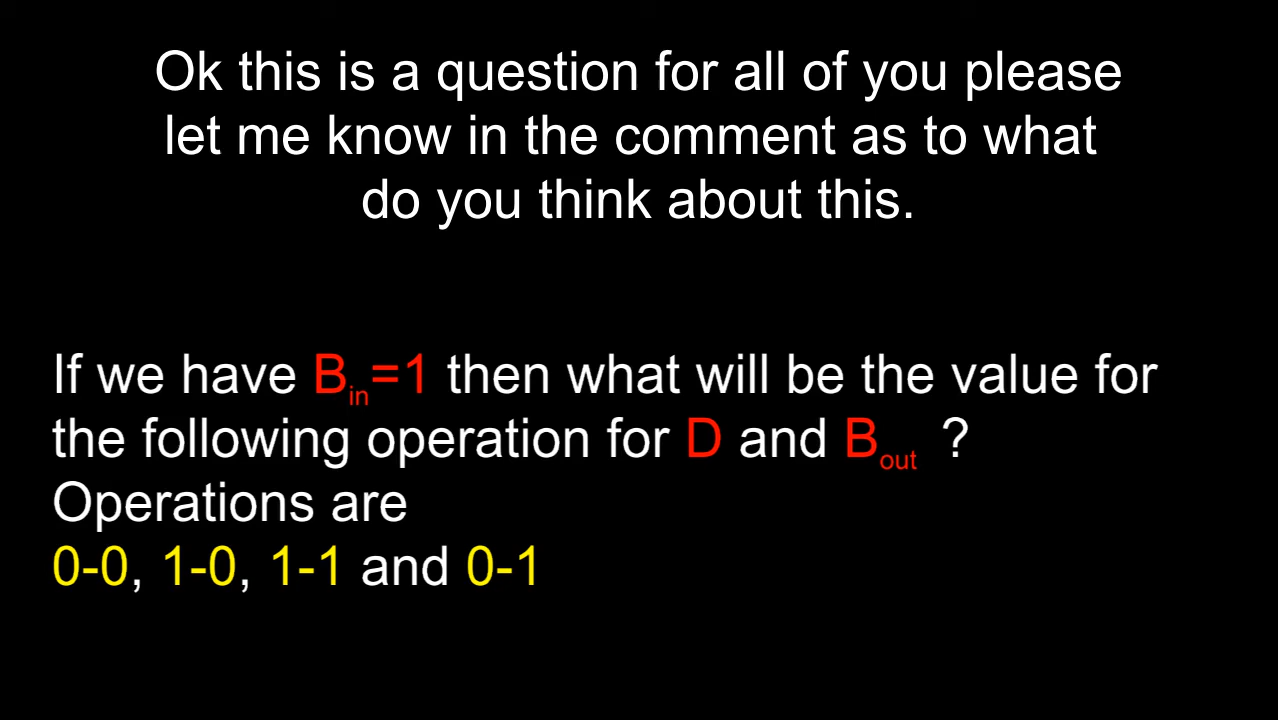 Ok this is a question for all of you please
let me know in the comment as to what
do you think about this.
If we have Bin=1 then what will be the value for
the following operation for D and Bout ?
Operations are
0-0, 1-0, 1-1 and 0-1